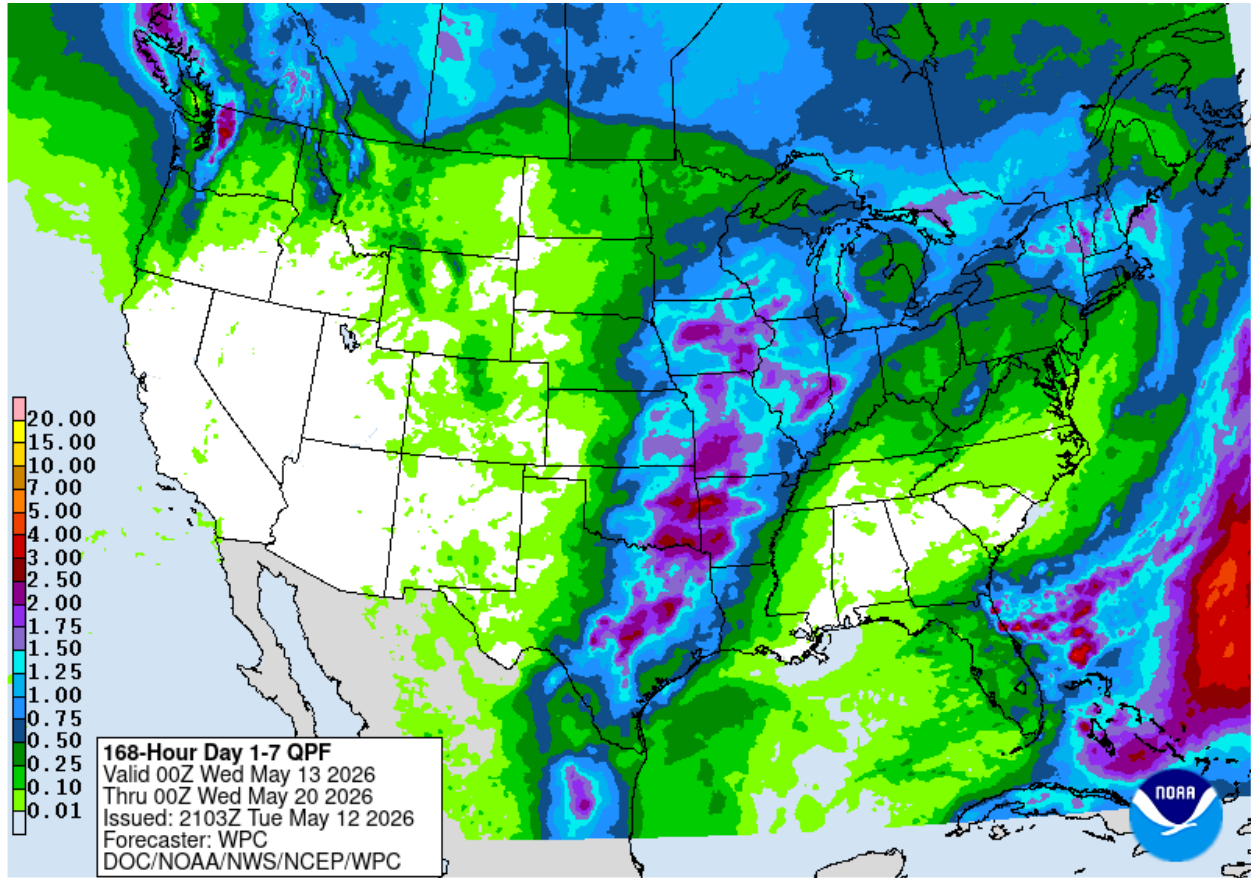 20.00
15.00
10.00
7.00
5.00
4.00
3.00
2.50
2.00
1.75
1.50
1.25
1.00
0.75
0.50
0.25
0.10
0.01
168-Hour Day 1-7 QPF
Valid 00Z Wed May 13 2026
Thru 00Z Wed May 20 2026
Issued: 2103Z Tue May 12 2026
Forecaster: WPC
DOC/NOAA/NWS/NCEP/WPC
NOAA